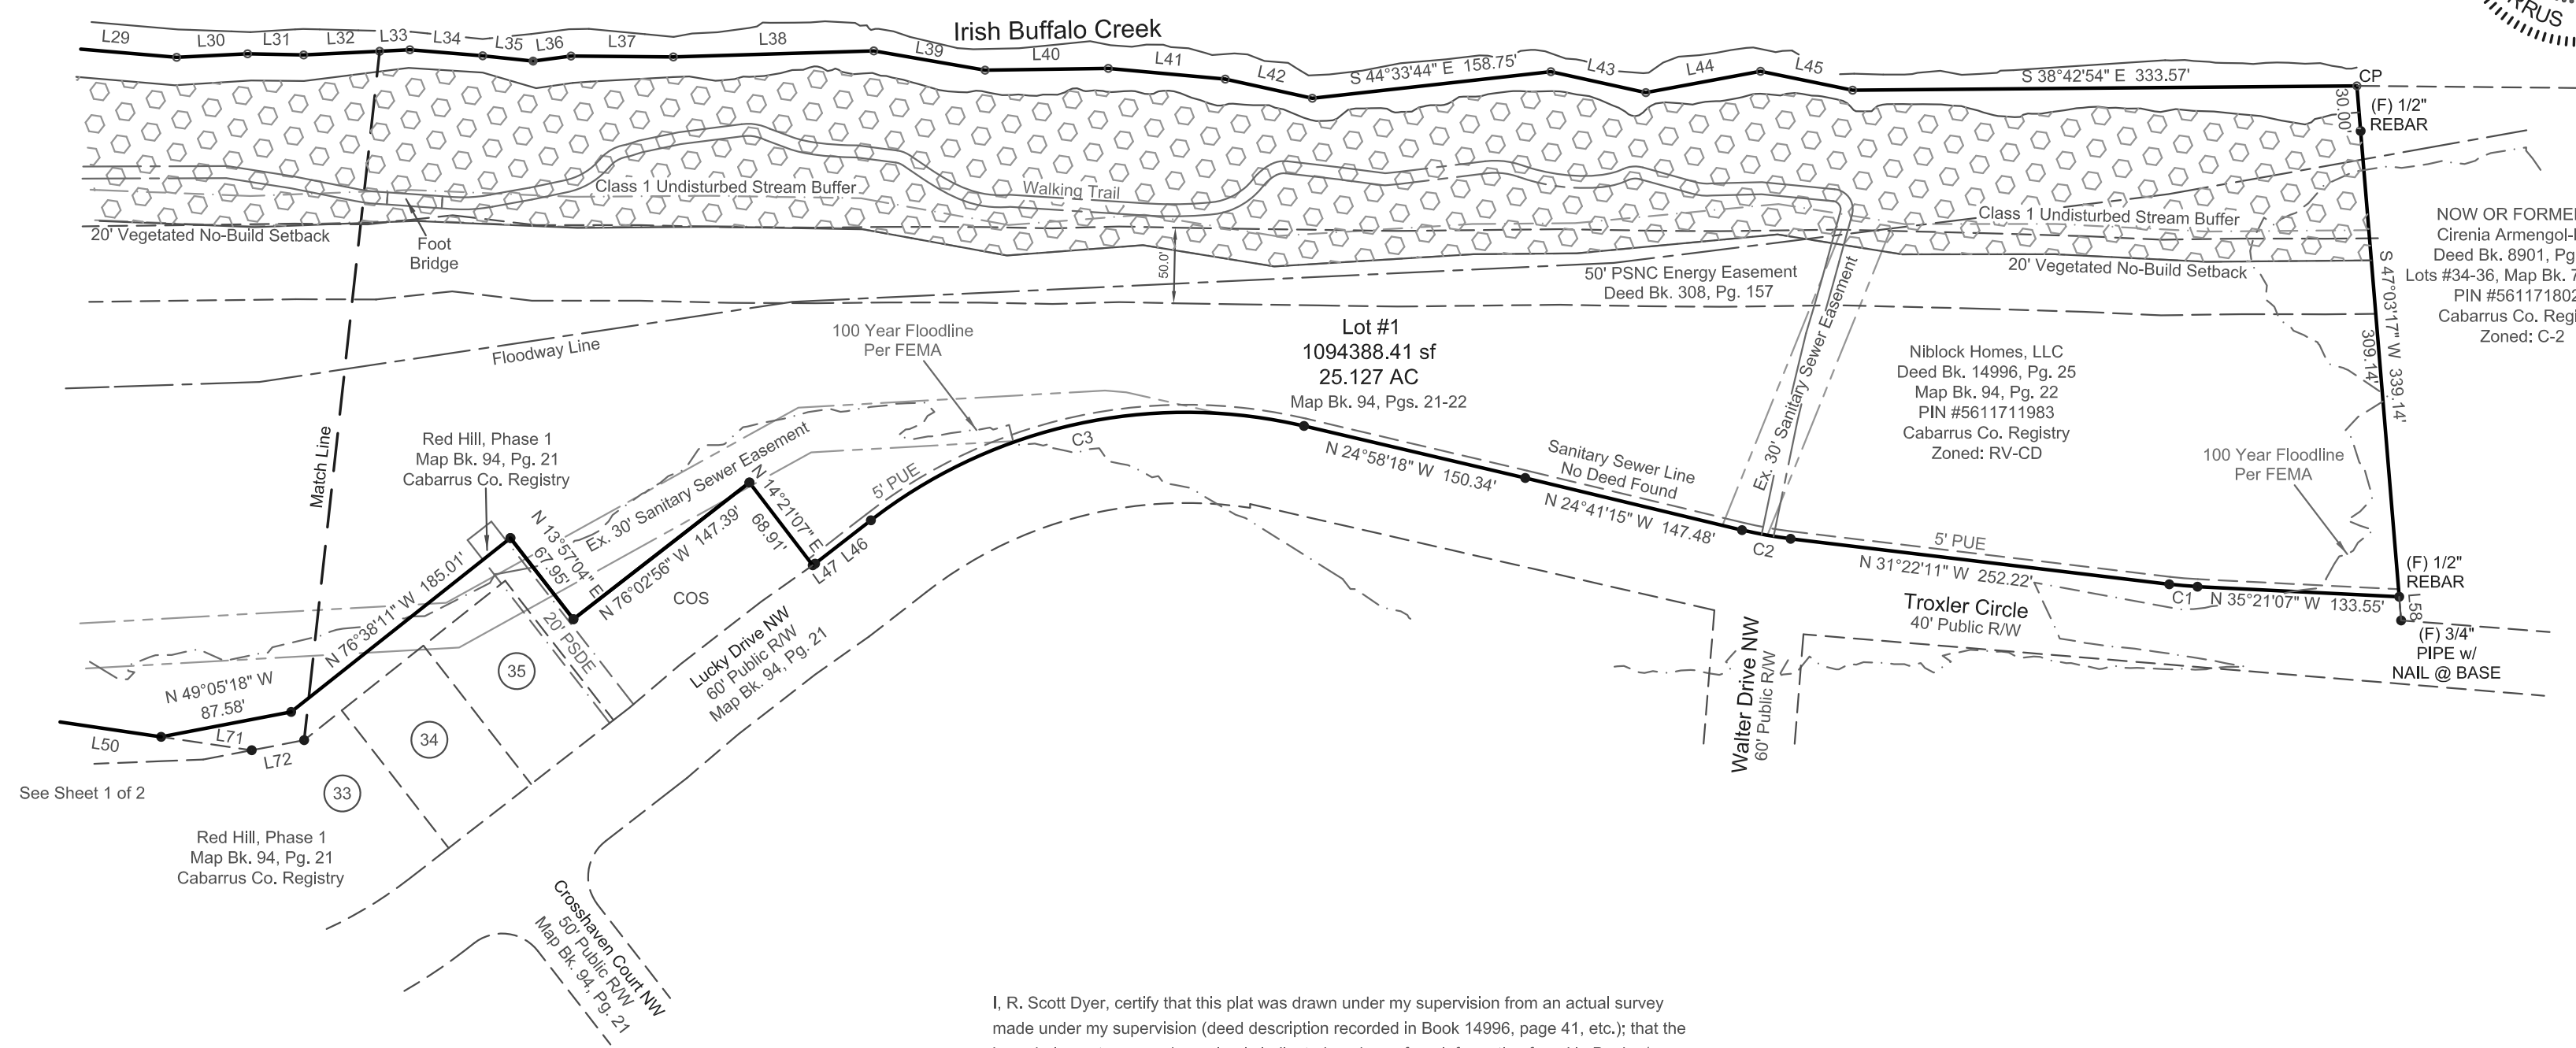 Irish Buffalo Creek
RRUS
L29
L30
L31
L32
L33
L34
L35
L36
L37
L38
L39
L40
L41
L42
S 44°33'44" E 158.75'
L43
L44
L45
S 38°42'54" E 333.57'
CP
30.00'
(F) 1/2"
REBAR
Class 1 Undisturbed Stream Buffer
Walking Trail
Class 1 Undisturbed Stream Buffer
20' Vegetated No-Build Setback
Foot
Bridge
50.0'
50' PSNC Energy Easement
Deed Bk. 308, Pg. 157
20' Vegetated No-Build Setback
S 47°03'17" W 339.14'
309.14'
NOW OR FORME
Cirenia Armengol-
Deed Bk. 8901, Pg
Lots #34-36, Map Bk. 7
PIN #561171802
Cabarrus Co. Regi
Zoned: C-2
Floodway Line
100 Year Floodline
Per FEMA
Lot #1
1094388.41 sf
25.127 AC
Map Bk. 94, Pgs. 21-22
Ex. 30' Sanitary Sewer Easement
Niblock Homes, LLC
Deed Bk. 14996, Pg. 25
Map Bk. 94, Pg. 22
PIN #5611711983
Cabarrus Co. Registry
Zoned: RV-CD
100 Year Floodline
Per FEMA
Match Line
Red Hill, Phase 1
Map Bk. 94, Pg. 21
Cabarrus Co. Registry
Ex. 30' Sanitary Sewer Easement
5' PUE
C3
N 24°58'18" W 150.34'
Sanitary Sewer Line
No Deed Found
N 24°41'15" W 147.48'
C2
5' PUE
N 31°22'11" W 252.22'
C1
N 35°21'07" W 133.55'
(F) 1/2"
REBAR
L58
(F) 3/4"
PIPE w/
NAIL @ BASE
N 76°38'11" W 185.01'
N 13°57'04" E
67.95'
N 76°02'56" W 147.39'
N 14°21'07" E
68.91'
L47
L46
COS
20' PSDE
Troxler Circle
40' Public R/W
Walter Drive NW
60' Public R/W
Lucky Drive NW
60' Public R/W
Map Bk. 94, Pg. 21
N 49°05'18" W
87.58'
L50
L71
L72
35
34
33
See Sheet 1 of 2
Red Hill, Phase 1
Map Bk. 94, Pg. 21
Cabarrus Co. Registry
Crosshaven Court NW
50' Public R/W
Map Bk. 94, Pg. 21
I, R. Scott Dyer, certify that this plat was drawn under my supervision from an actual survey
made under my supervision (deed description recorded in Book 14996, page 41, etc.); that the